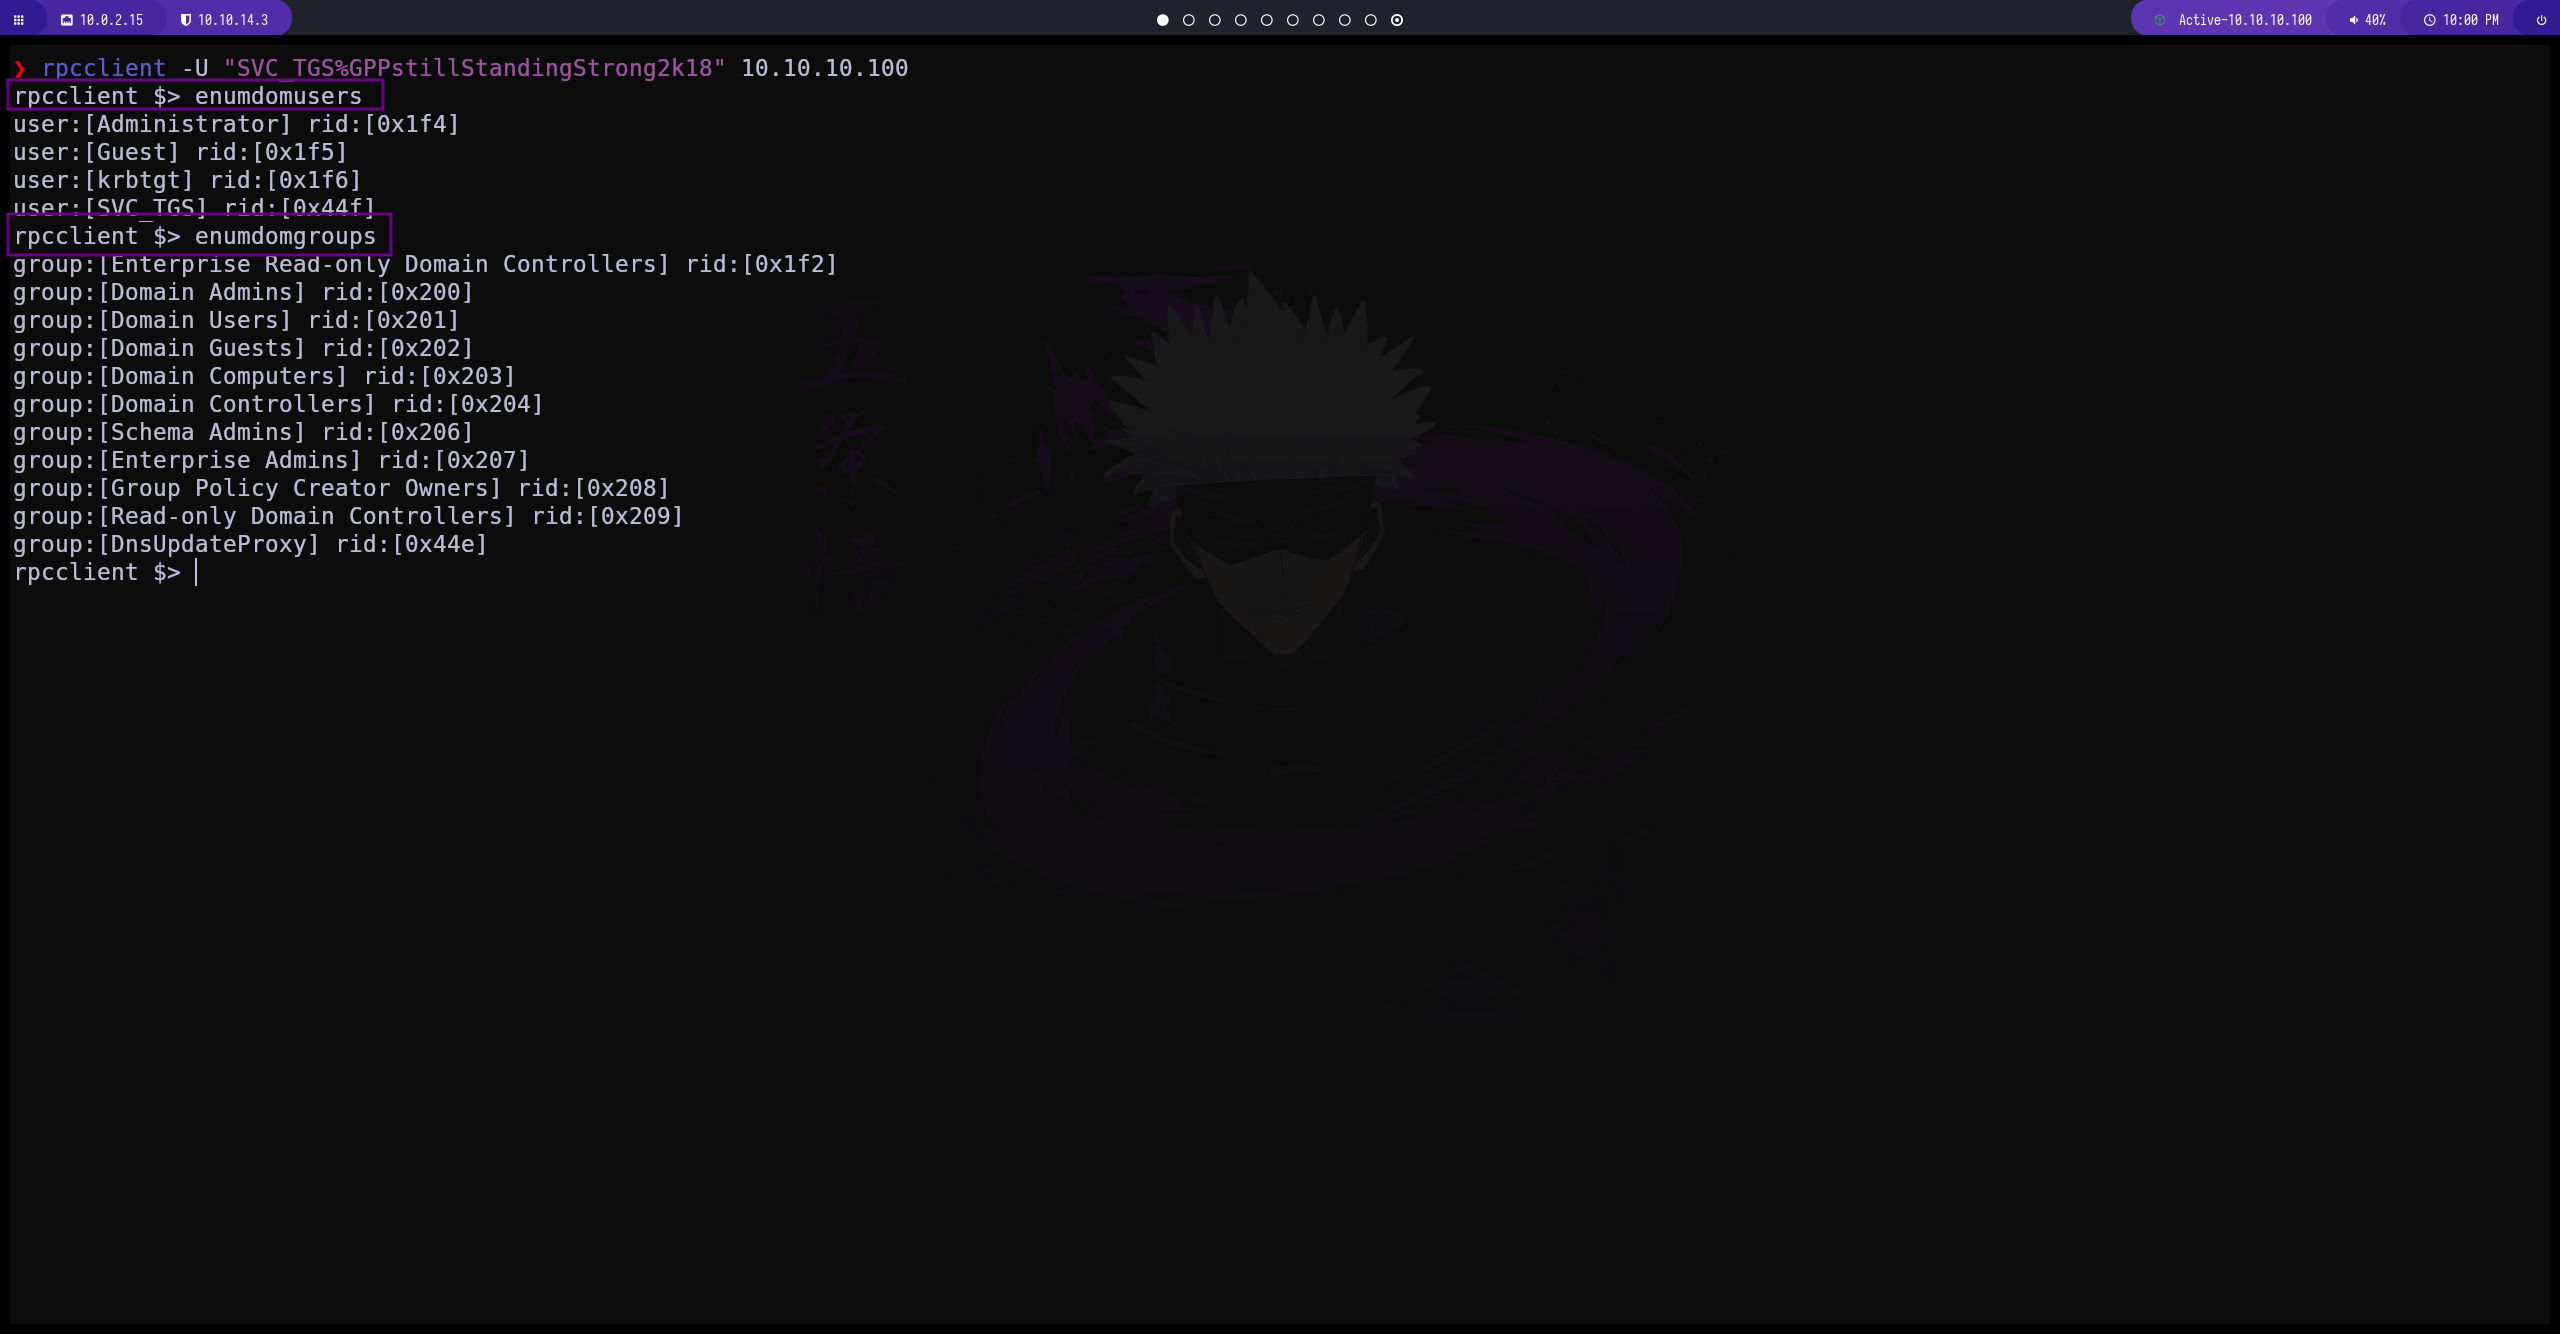 10.0.2.15 10.10.14.3 Active-10.10.10.100 40% 10:00 PM
❯ rpcclient -U "SVC_TGS%GPPstillStandingStrong2k18" 10.10.10.100
rpcclient $> enumdomusers
user:[Administrator] rid:[0x1f4]
user:[Guest] rid:[0x1f5]
user:[krbtgt] rid:[0x1f6]
user:[SVC_TGS] rid:[0x44f]
rpcclient $> enumdomgroups
group:[Enterprise Read-only Domain Controllers] rid:[0x1f2]
group:[Domain Admins] rid:[0x200]
group:[Domain Users] rid:[0x201]
group:[Domain Guests] rid:[0x202]
group:[Domain Computers] rid:[0x203]
group:[Domain Controllers] rid:[0x204]
group:[Schema Admins] rid:[0x206]
group:[Enterprise Admins] rid:[0x207]
group:[Group Policy Creator Owners] rid:[0x208]
group:[Read-only Domain Controllers] rid:[0x209]
group:[DnsUpdateProxy] rid:[0x44e]
rpcclient $>
五
条
悟